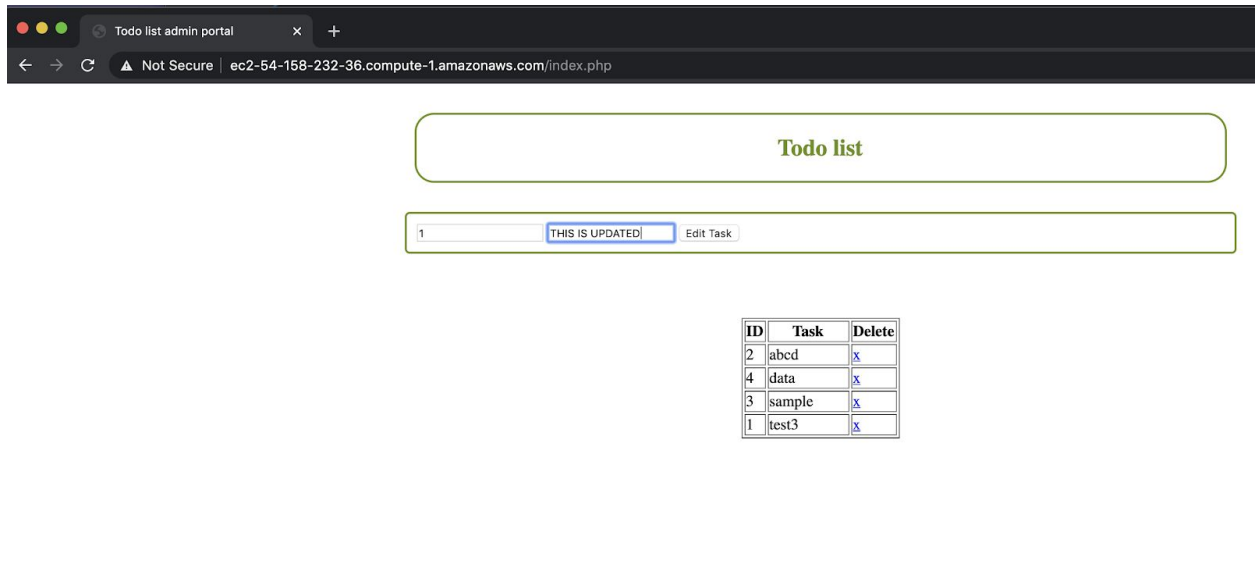 Todo list admin portal
Not Secure ec2-54-158-232-36.compute-1.amazonaws.com/index.php
Todo list
1 THIS IS UPDATED Edit Task
ID Task Delete
2 abcd x
4 data x
3 sample x
1 test3 x